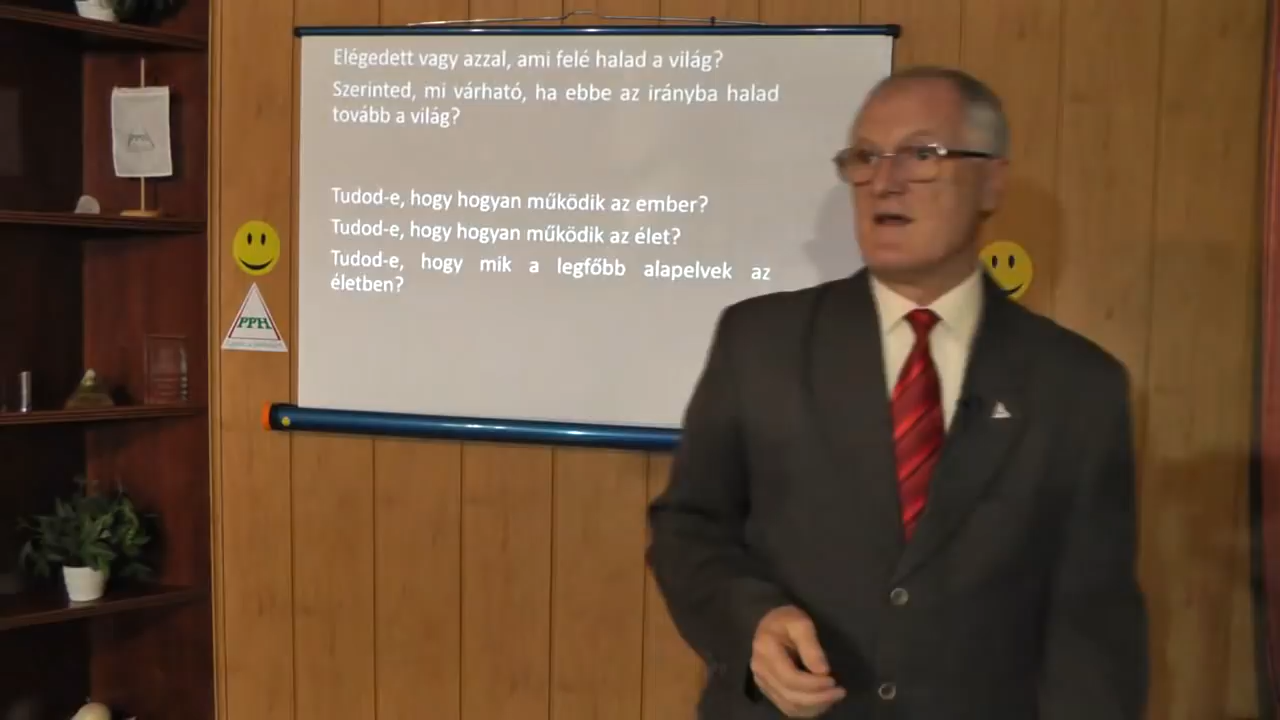 Elégedett vagy azzal, ami felé halad a világ?
Szerinted, mi várható, ha ebbe az irányba halad
tovább a világ?
Tudod-e, hogy hogyan működik az ember?
Tudod-e, hogy hogyan működik az élet?
Tudod-e, hogy mik a legfőbb alapelvek az
életben?
PPH